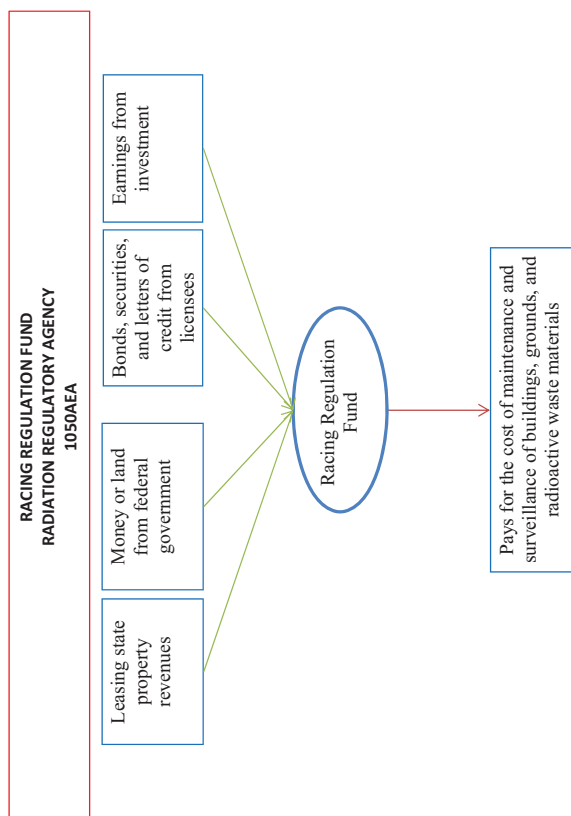 RACING REGULATION FUND
RADIATION REGULATORY AGENCY
1050AEA
Leasing state
property
revenues
Money or land
from federal
government
Bonds, securities,
and letters of
credit from
licensees
Earnings from
investment
Racing Regulation
Fund
Pays for the cost of maintenance and
surveillance of buildings, grounds, and
radioactive waste materials